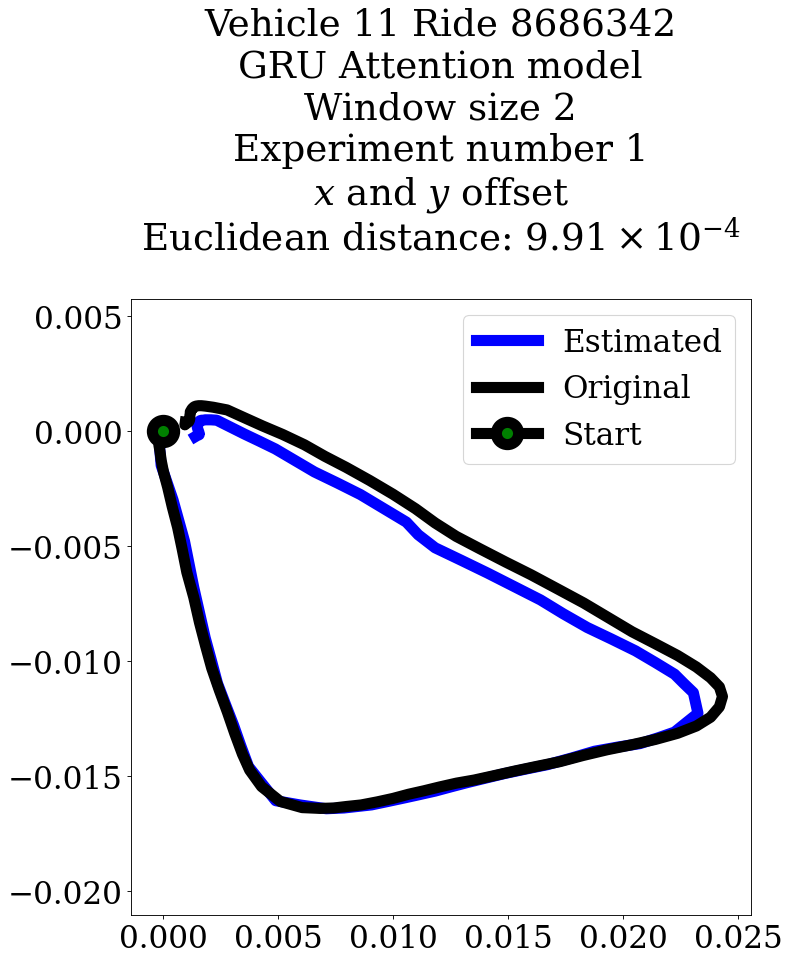 Vehicle 11 Ride 8686342
GRU Attention model
Window size 2
Experiment number 1
x and y offset
Euclidean distance: 9.91 × 10⁻⁴
0.005
0.000
−0.005
−0.010
−0.015
−0.020
Estimated
Original
Start
0.000 0.005 0.010 0.015 0.020 0.025